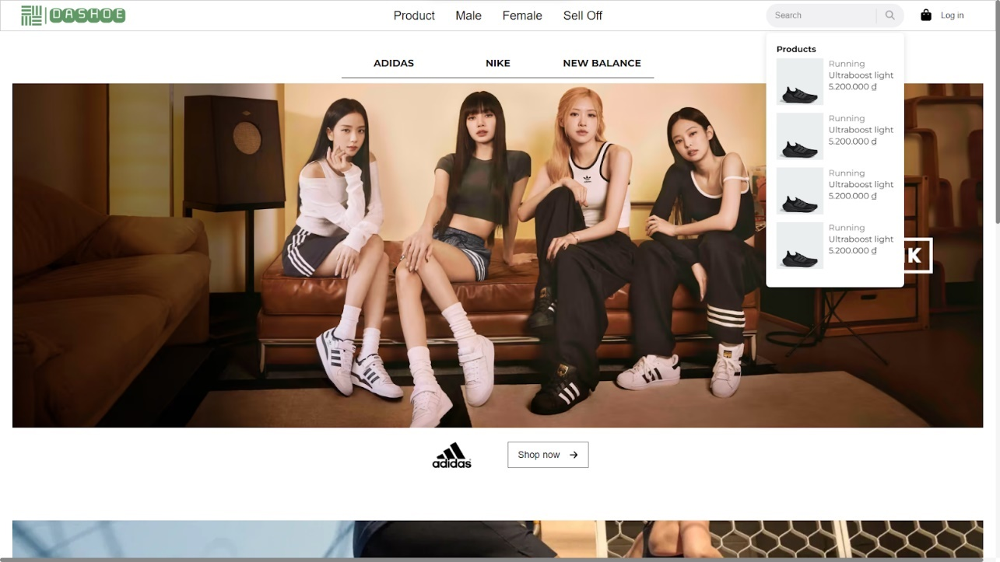 DASHOE
Product
Male
Female
Sell Off
Search
Log in
ADIDAS
NIKE
NEW BALANCE
Products
Running
Ultraboost light
5.200.000 ₫
Running
Ultraboost light
5.200.000 ₫
Running
Ultraboost light
5.200.000 ₫
Running
Ultraboost light
5.200.000 ₫
K
adidas
Shop now